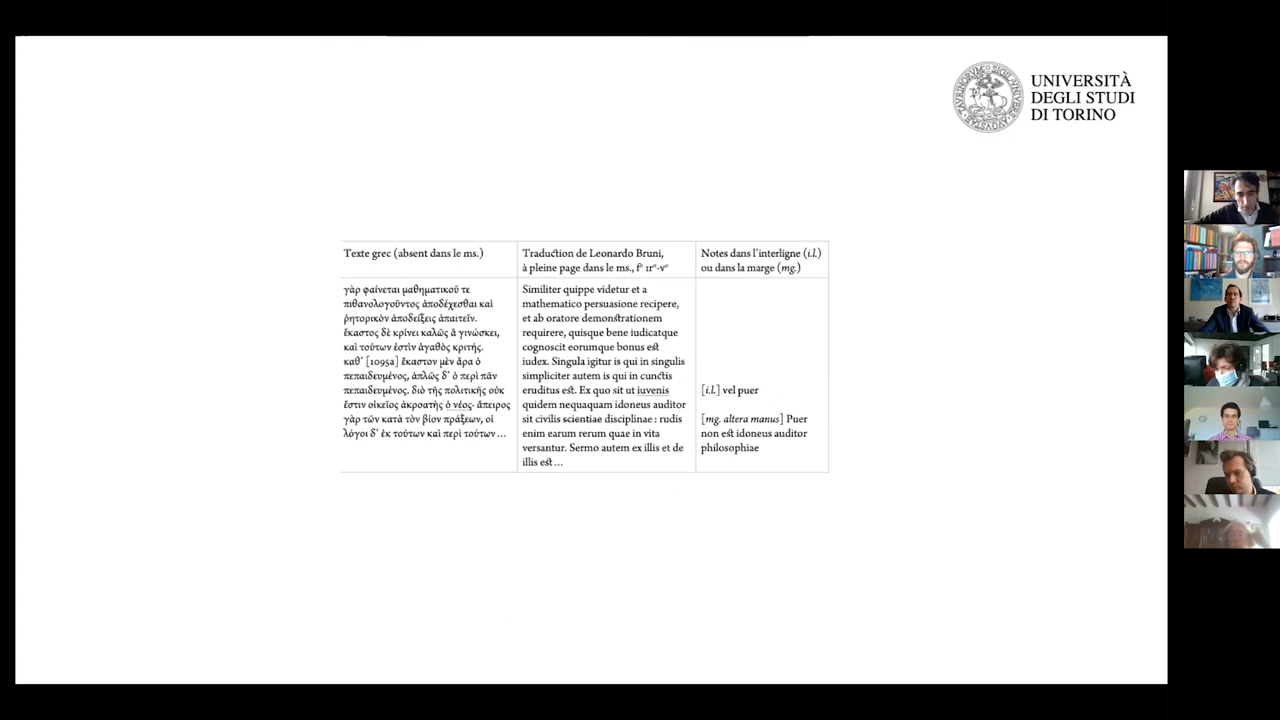 UNIVERSITÀ
DEGLI STUDI
DI TORINO
Texte grec (absent dans le ms.)
γὰρ φαίνεται μαθηματικοῦ τε
πιθανολογοῦντος ἀποδέχεσθαι καὶ
ῥητορικὸν ἀποδείξεις ἀπαιτεῖν.
ἕκαστος δὲ κρίνει καλῶς ἃ γινώσκει,
καὶ τούτων ἐστὶν ἀγαθὸς κριτής.
καθ’ [1095a] ἕκαστον μὲν ἄρα ὁ
πεπαιδευμένος, ἁπλῶς δ’ ὁ περὶ πᾶν
πεπαιδευμένος. διὸ τῆς πολιτικῆς οὐκ
ἔστιν οἰκεῖος ἀκροατὴς ὁ νέος· ἄπειρος
γὰρ τῶν κατὰ τὸν βίον πράξεων, οἱ
λόγοι δ’ ἐκ τούτων καὶ περὶ τούτων…
Traduction de Leonardo Bruni,
à pleine page dans le ms., f° 1r°-v°
Similiter quippe videtur et a
mathematico persuasione recipere,
et ab oratore demonstrationem
requirere, quisque bene iudicatque
cognoscit eorumque bonus est
iudex. Singula igitur is qui in singulis
simpliciter autem is qui in cunctis
eruditus est. Ex quo sit ut iuvenis
quidem nequaquam idoneus auditor
sit civilis scientiae disciplinae : rudis
enim earum rerum quae in vita
versantur. Sermo autem ex illis et de
illis est…
Notes dans l’interligne (i.l.)
ou dans la marge (mg.)
[i.l.] vel puer
[mg. altera manus] Puer
non est idoneus auditor
philosophiae